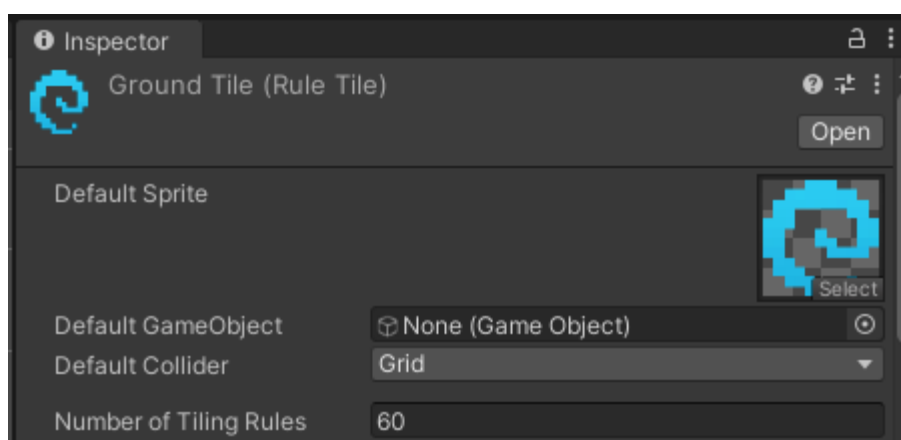 Inspector
Ground Tile (Rule Tile)
Open
Default Sprite
Select
Default GameObject None (Game Object)
Default Collider Grid
Number of Tiling Rules 60